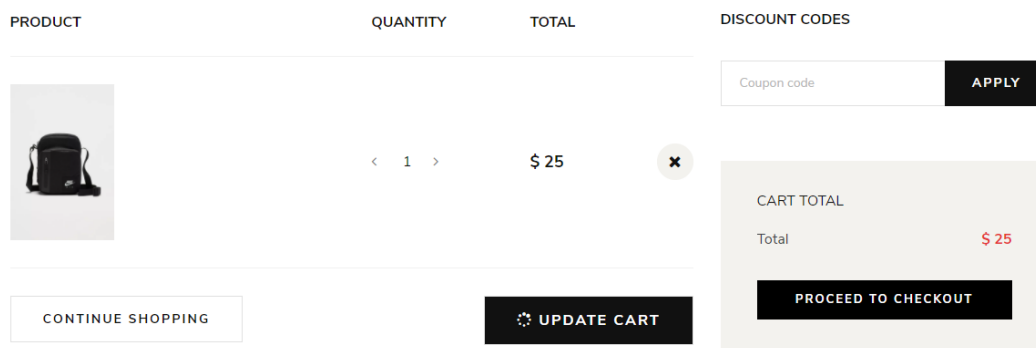 PRODUCT QUANTITY TOTAL
1 $ 25
CONTINUE SHOPPING UPDATE CART
DISCOUNT CODES
Coupon code APPLY
CART TOTAL
Total $ 25
PROCEED TO CHECKOUT